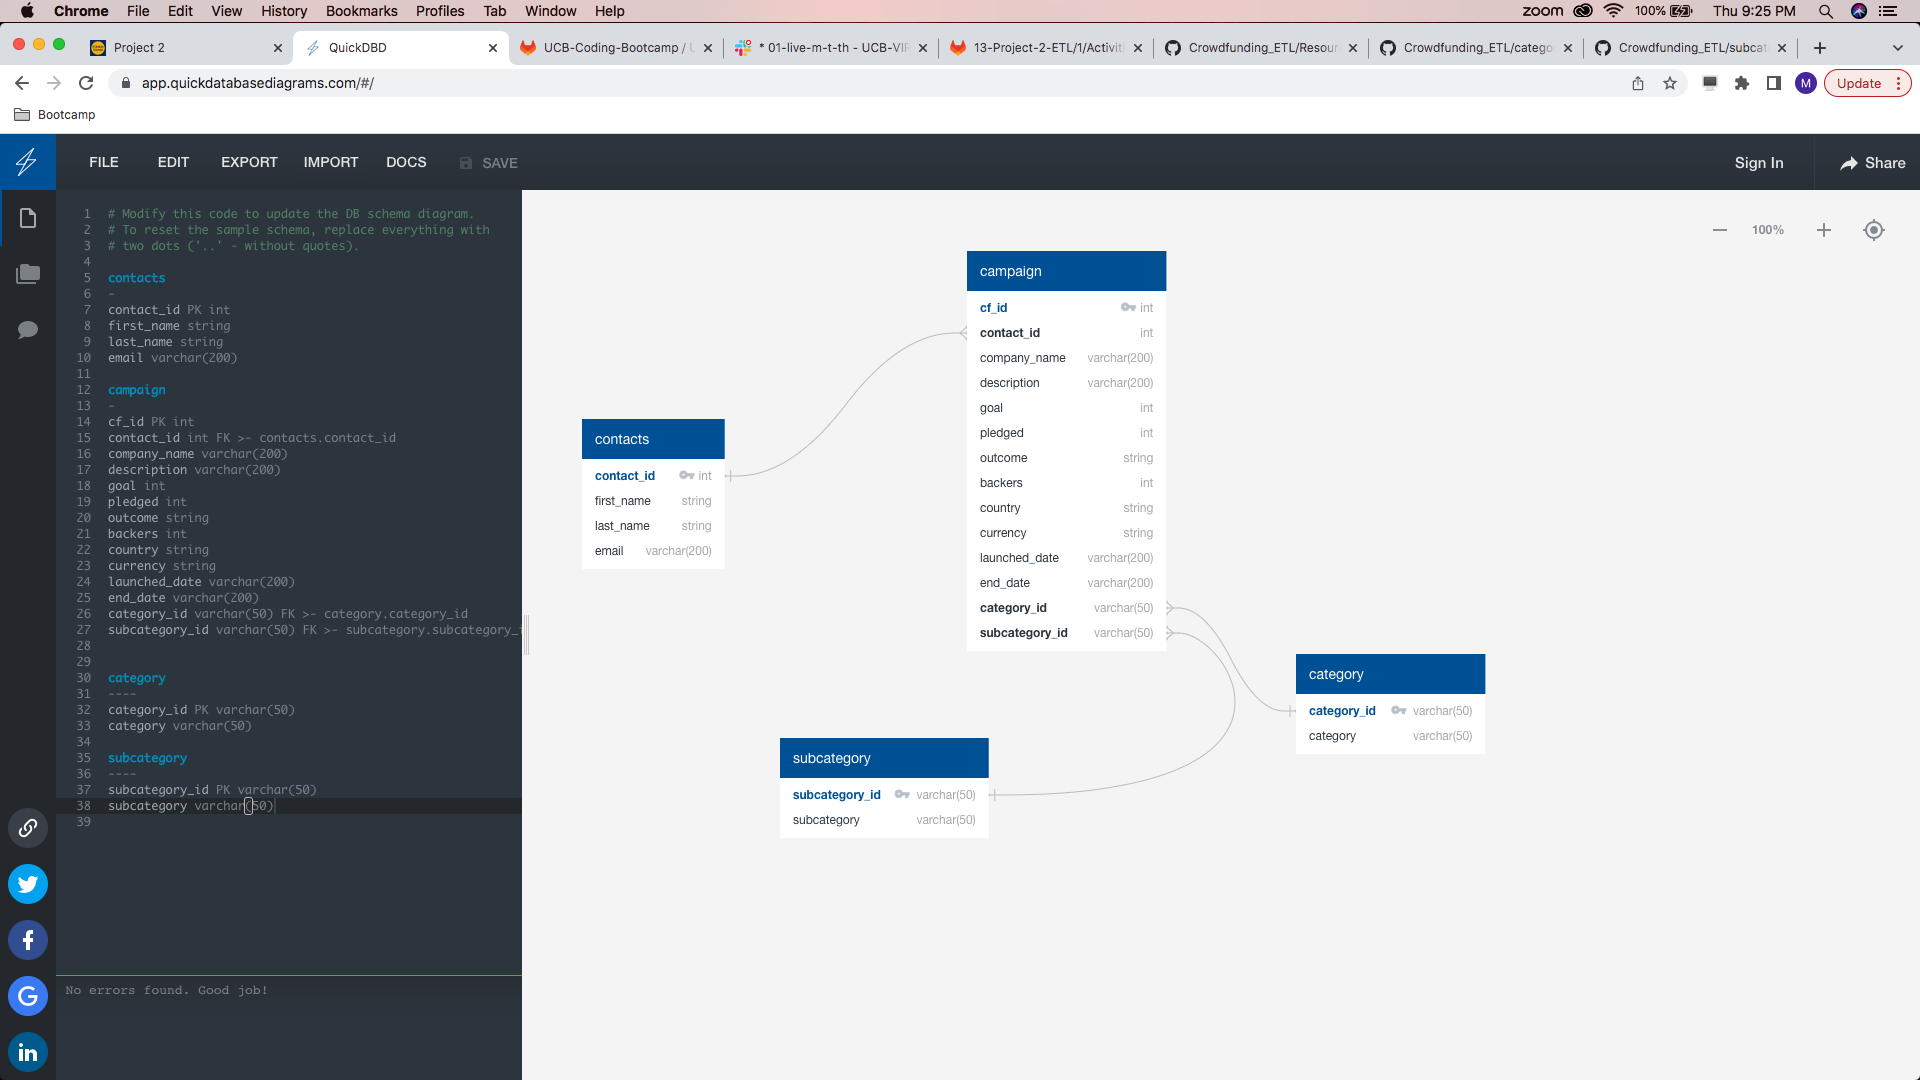 Chrome File Edit View History Bookmarks Profiles Tab Window Help zoom 100% Thu 9:25 PM
Project 2 QuickDBD UCB-Coding-Bootcamp / * 01-live-m-t-th - UCB-VI 13-Project-2-ETL/1/Activiti Crowdfunding_ETL/Resou Crowdfunding_ETL/catego Crowdfunding_ETL/subcat
app.quickdatabasediagrams.com/#/ M Update
Bootcamp
FILE EDIT EXPORT IMPORT DOCS SAVE Sign In Share
1 # Modify this code to update the DB schema diagram.
2 # To reset the sample schema, replace everything with
3 # two dots ('..' - without quotes).
4
5 contacts
6 -
7 contact_id PK int
8 first_name string
9 last_name string
10 email varchar(200)
11
12 campaign
13 -
14 cf_id PK int
15 contact_id int FK >- contacts.contact_id
16 company_name varchar(200)
17 description varchar(200)
18 goal int
19 pledged int
20 outcome string
21 backers int
22 country string
23 currency string
24 launched_date varchar(200)
25 end_date varchar(200)
26 category_id varchar(50) FK >- category.category_id
27 subcategory_id varchar(50) FK >- subcategory.subcategory_
28
29
30 category
31 ----
32 category_id PK varchar(50)
33 category varchar(50)
34
35 subcategory
36 ----
37 subcategory_id PK varchar(50)
38 subcategory varchar(50)
39
No errors found. Good job!
100%
campaign
cf_id int
contact_id int
company_name varchar(200)
description varchar(200)
goal int
pledged int
outcome string
backers int
country string
currency string
launched_date varchar(200)
end_date varchar(200)
category_id varchar(50)
subcategory_id varchar(50)
contacts
contact_id int
first_name string
last_name string
email varchar(200)
category
category_id varchar(50)
category varchar(50)
subcategory
subcategory_id varchar(50)
subcategory varchar(50)